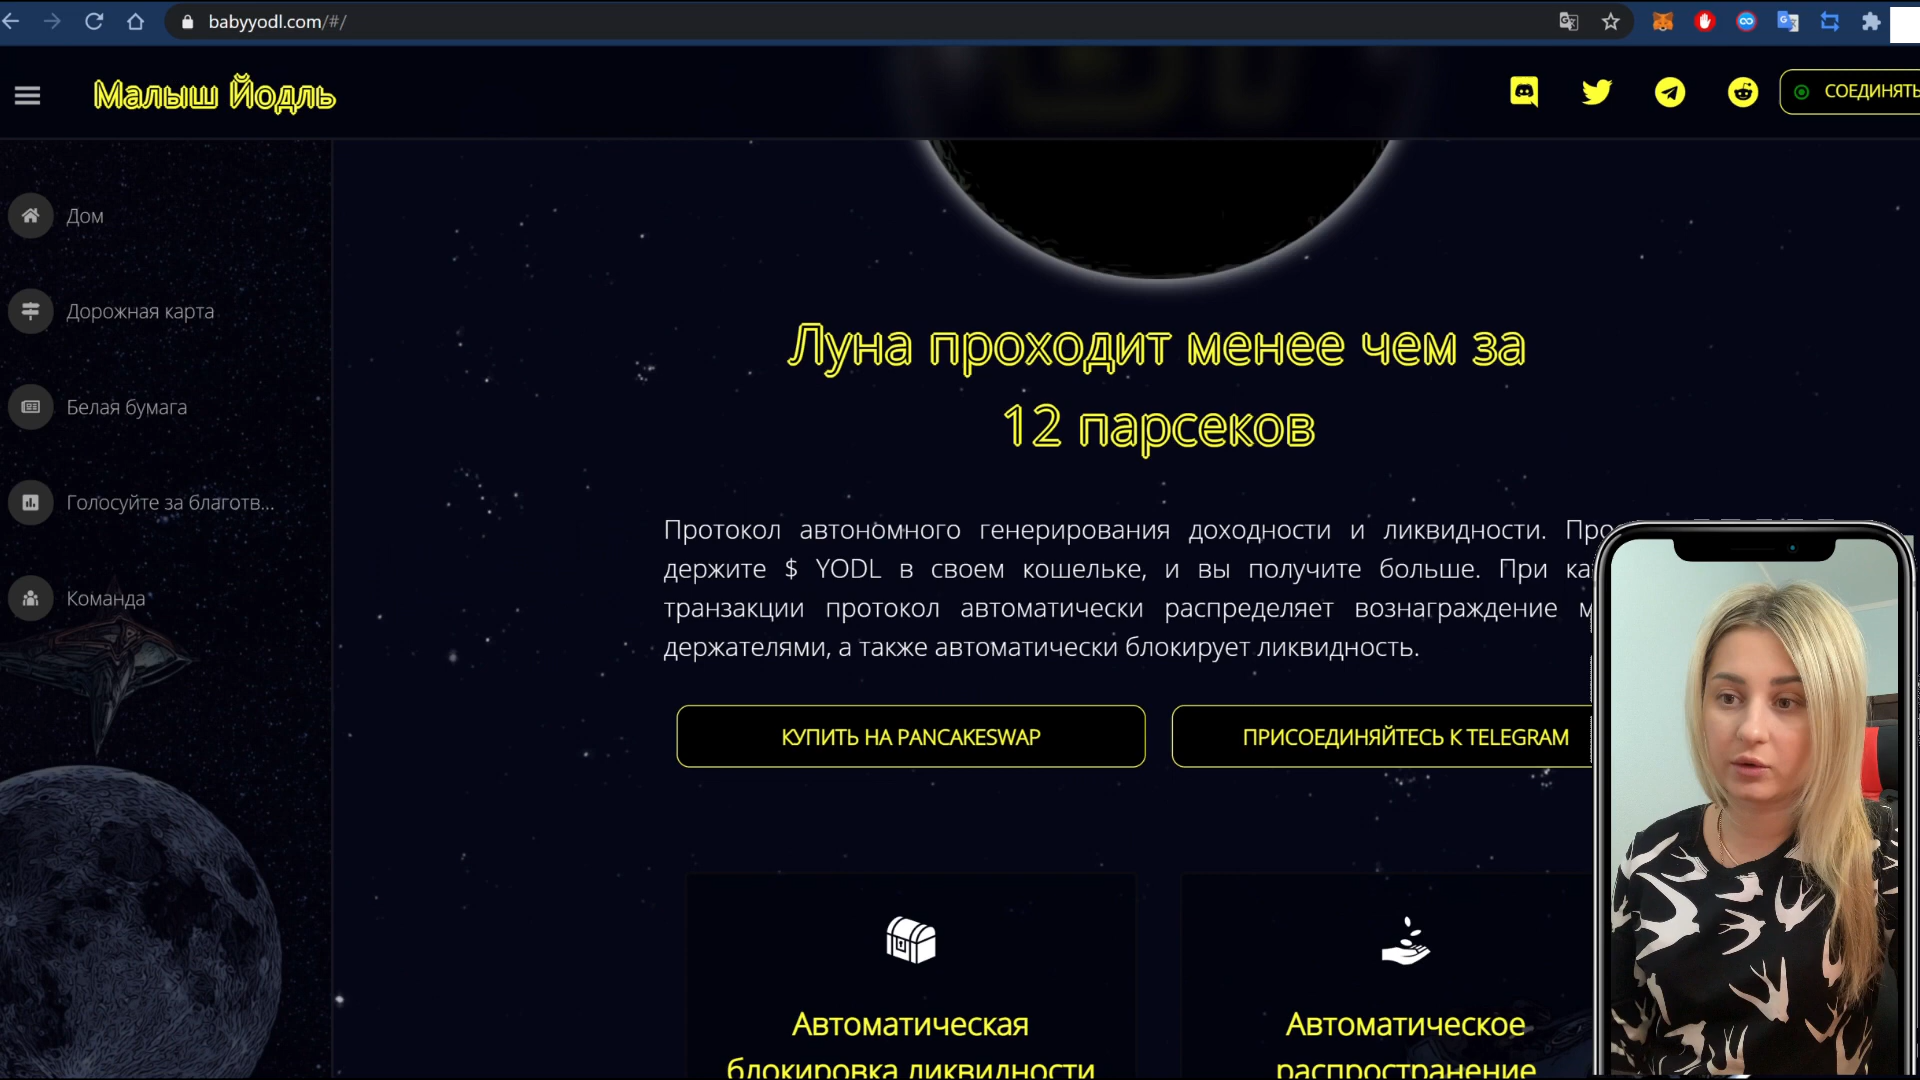 babyyodl.com/#/
Малыш Йодль
СОЕДИНЯТЬ
Дом
Дорожная карта
Белая бумага
Голосуйте за благотв...
Команда
Луна проходит менее чем за
12 парсеков
Протокол автономного генерирования доходности и ликвидности.
держите $ YODL в своем кошельке, и вы получите больше. При
транзакции протокол автоматически распределяет вознаграждение
держателями, а также автоматически блокирует ликвидность.
КУПИТЬ НА PANCAKESWAP
ПРИСОЕДИНЯЙТЕСЬ К TELEGRAM
Автоматическая
блокировка ликвидности
Автоматическое
распространение